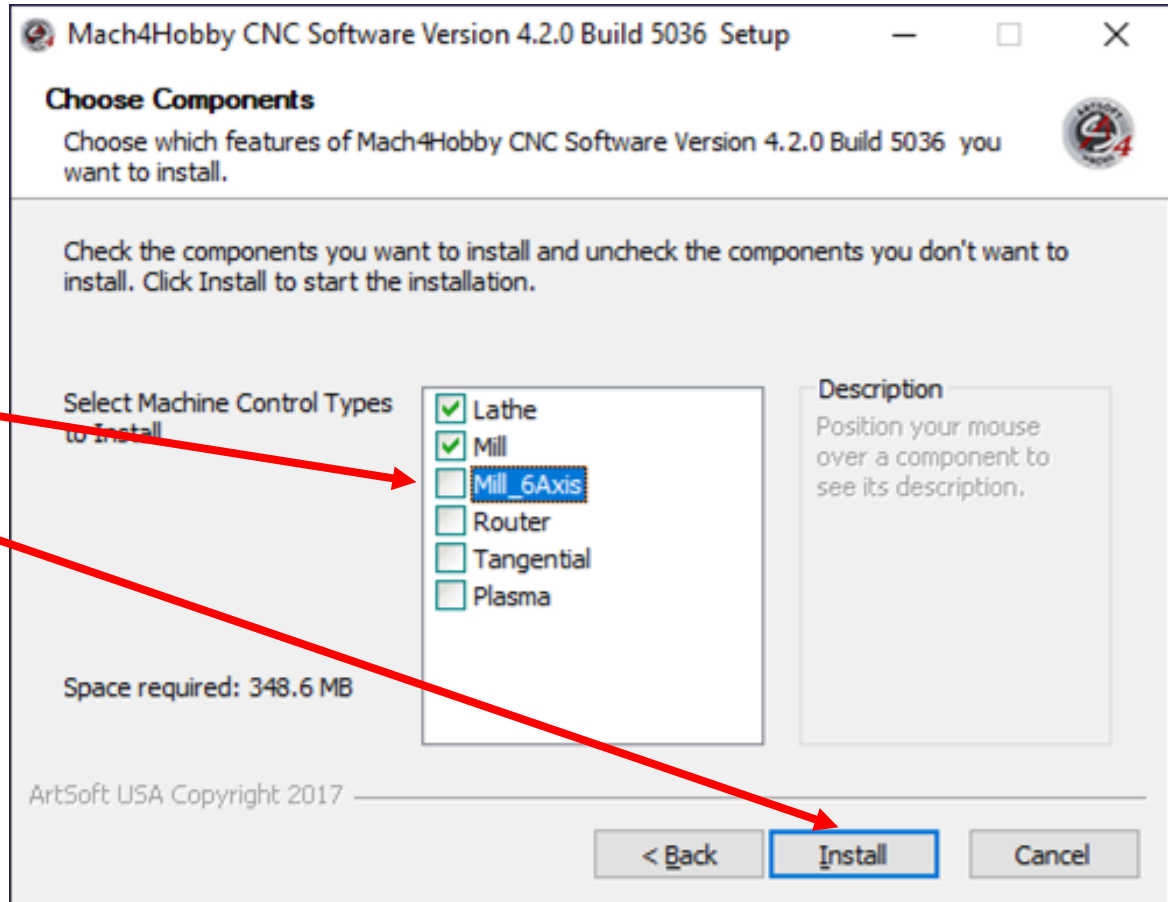 Mach4Hobby CNC Software Version 4.2.0 Build 5036 Setup
Choose Components
Choose which features of Mach4Hobby CNC Software Version 4.2.0 Build 5036 you
want to install.
Check the components you want to install and uncheck the components you don't want to
install. Click Install to start the installation.
Select Machine Control Types
to Install
Lathe
Mill
Mill_6Axis
Router
Tangential
Plasma
Description
Position your mouse
over a component to
see its description.
Space required: 348.6 MB
ArtSoft USA Copyright 2017
< Back
Install
Cancel